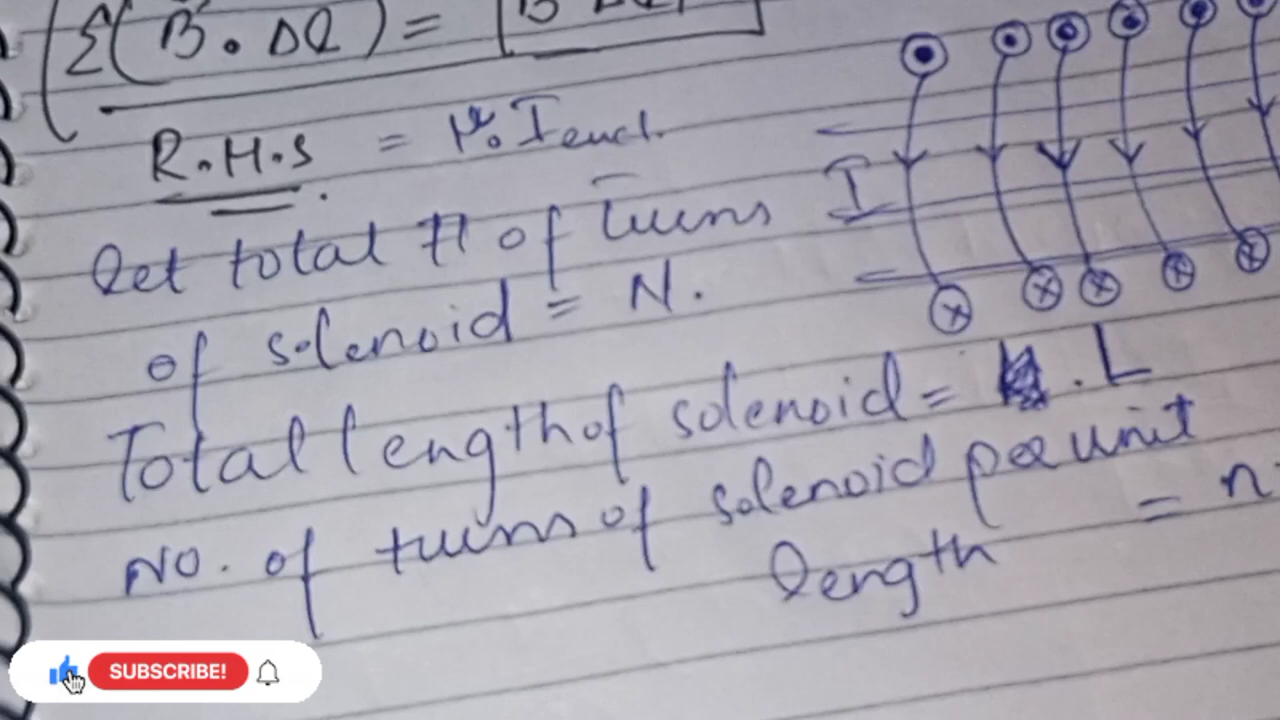 Σ(B . ΔL) =
R.H.S = μ₀ I encl.
Let total # of turns
of solenoid = N.
I
Total length of solenoid = . L
No. of turns of solenoid per unit
length = n
SUBSCRIBE!